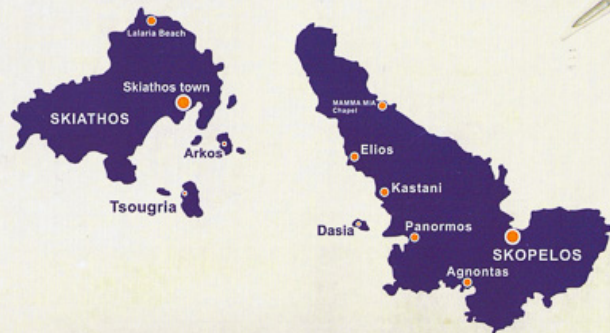 Lalaria Beach
Skiathos town
SKIATHOS
Arkos
Tsougria
MAMMA MIA
Chapel
Elios
Kastani
Dasia
Panormos
SKOPELOS
Agnontas